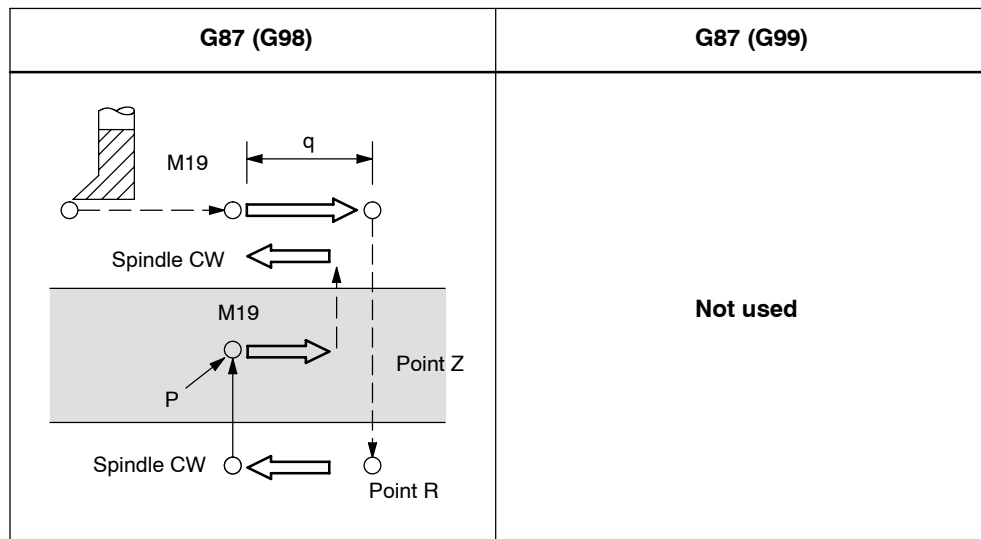 G87 (G98)
G87 (G99)
q
M19
Spindle CW
M19
Not used
Point Z
P
Spindle CW
Point R